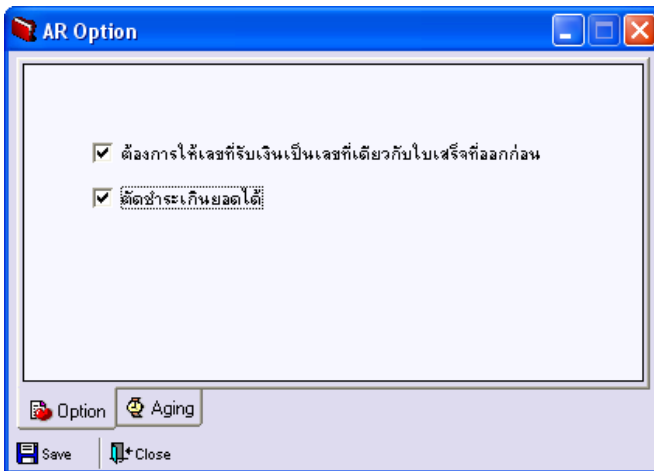 AR Option
ต้องการให้เลขที่รับเงินเป็นเลขที่เดียวกับใบเสร็จที่ออกก่อน
ตัดชำระเกินยอดได้
Option Aging
Save Close